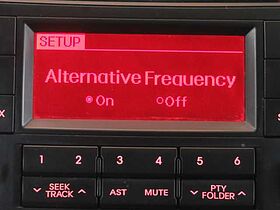 SETUP
Alternative Frequency
On Off
1 2 3 4 5 6
SEEK TRACK AST MUTE PTY FOLDER